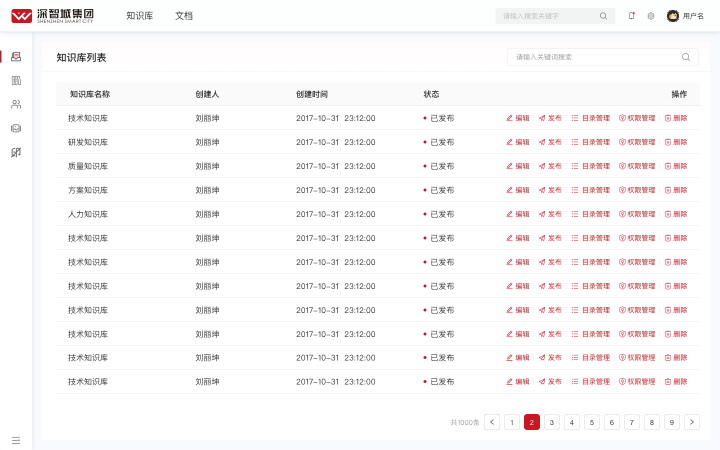 深智城集团 知识库 文档 请输入搜索关键字 用户名
SHENZHEN SMART CITY
知识库列表 请输入关键词搜索
知识库名称 创建人 创建时间 状态 操作
技术知识库 刘丽坤 2017-10-31 23:12:00 已发布 编辑 发布 目录管理 权限管理 删除
研发知识库 刘丽坤 2017-10-31 23:12:00 已发布 编辑 发布 目录管理 权限管理 删除
质量知识库 刘丽坤 2017-10-31 23:12:00 已发布 编辑 发布 目录管理 权限管理 删除
方案知识库 刘丽坤 2017-10-31 23:12:00 已发布 编辑 发布 目录管理 权限管理 删除
人力知识库 刘丽坤 2017-10-31 23:12:00 已发布 编辑 发布 目录管理 权限管理 删除
技术知识库 刘丽坤 2017-10-31 23:12:00 已发布 编辑 发布 目录管理 权限管理 删除
技术知识库 刘丽坤 2017-10-31 23:12:00 已发布 编辑 发布 目录管理 权限管理 删除
技术知识库 刘丽坤 2017-10-31 23:12:00 已发布 编辑 发布 目录管理 权限管理 删除
技术知识库 刘丽坤 2017-10-31 23:12:00 已发布 编辑 发布 目录管理 权限管理 删除
技术知识库 刘丽坤 2017-10-31 23:12:00 已发布 编辑 发布 目录管理 权限管理 删除
技术知识库 刘丽坤 2017-10-31 23:12:00 已发布 编辑 发布 目录管理 权限管理 删除
技术知识库 刘丽坤 2017-10-31 23:12:00 已发布 编辑 发布 目录管理 权限管理 删除
共1000条 1 2 3 4 5 6 7 8 9